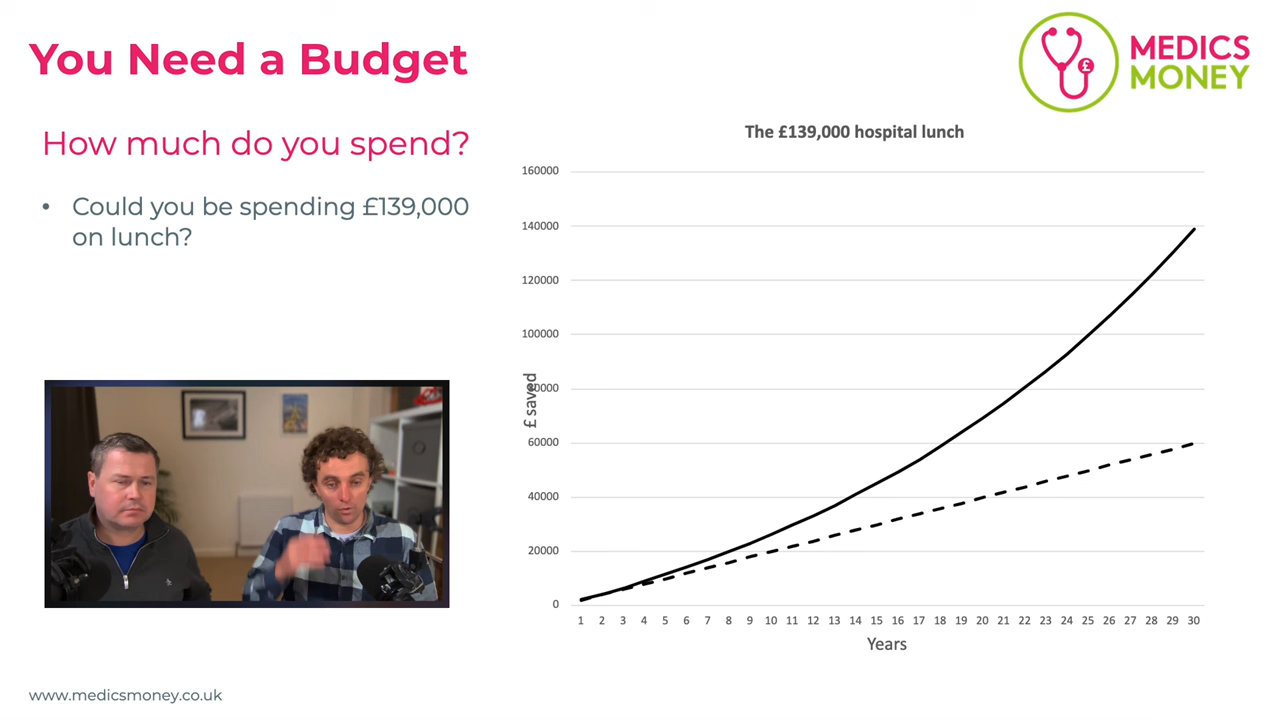 You Need a Budget
MEDICS
MONEY
£
How much do you spend?
• Could you be spending £139,000
on lunch?
The £139,000 hospital lunch
160000
140000
120000
100000
80000
60000
40000
20000
0
£ saved
1 2 3 4 5 6 7 8 9 10 11 12 13 14 15 16 17 18 19 20 21 22 23 24 25 26 27 28 29 30
Years
www.medicsmoney.co.uk